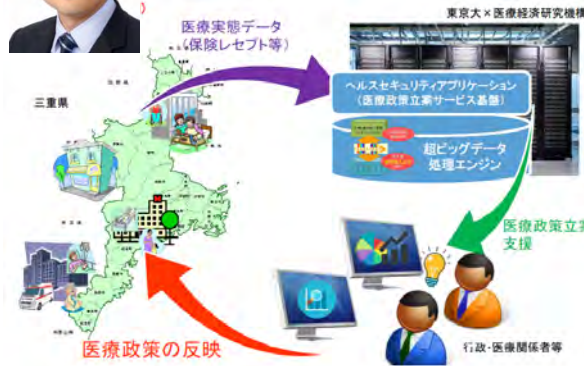 医療実態データ
(保険レセプト等)
東京大×医療経済研究機構
三重県
ヘルスセキュリティアプリケーション
(医療政策立案サービス基盤)
超ビッグデータ
処理エンジン
医療政策立案
支援
医療政策の反映
行政・医療関係者等